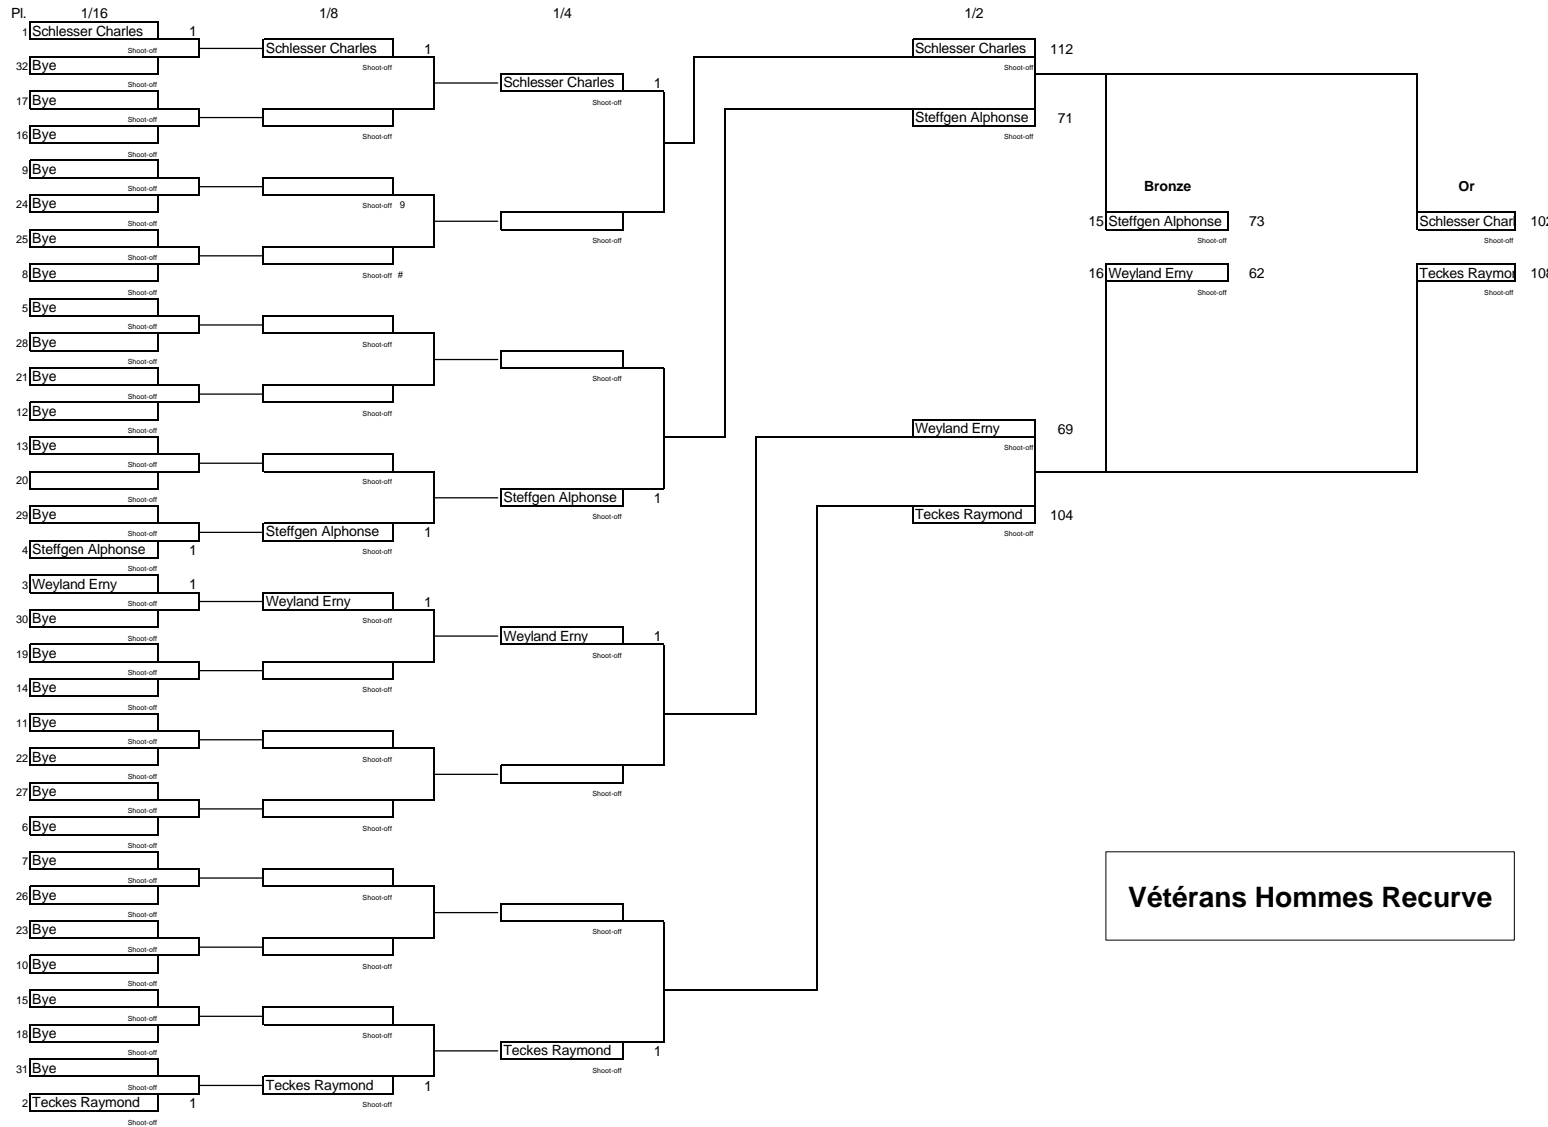 Pl. 1/16 1/8 1/4 1/2
1 Schlesser Charles 1
Shoot-off
Schlesser Charles 1
Schlesser Charles 112
32 Bye
Shoot-off
Shoot-off
Schlesser Charles 1
Shoot-off
Shoot-off
17 Bye
Shoot-off
Steffgen Alphonse 71
16 Bye
Shoot-off
Shoot-off
Shoot-off
9 Bye
Shoot-off
Bronze Or
24 Bye
Shoot-off 9
Shoot-off
15 Steffgen Alphonse 73
Schlesser Charl 102
25 Bye
Shoot-off
Shoot-off
Shoot-off
Shoot-off
8 Bye
Shoot-off #
16 Weyland Erny 62
Teckes Raymo 108
Shoot-off
Shoot-off
Shoot-off
5 Bye
Shoot-off
28 Bye
Shoot-off
Shoot-off
21 Bye
Shoot-off
Shoot-off
12 Bye
Shoot-off
Shoot-off
13 Bye
Weyland Erny 69
Shoot-off
Shoot-off
20
Shoot-off
Shoot-off
Steffgen Alphonse 1
29 Bye
Shoot-off
Shoot-off
Teckes Raymond 104
Steffgen Alphonse 1
Shoot-off
4 Steffgen Alphonse 1
Shoot-off
Shoot-off
3 Weyland Erny 1
Shoot-off
Weyland Erny 1
30 Bye
Shoot-off
Shoot-off
Weyland Erny 1
19 Bye
Shoot-off
Shoot-off
14 Bye
Shoot-off
Shoot-off
11 Bye
Shoot-off
22 Bye
Shoot-off
Shoot-off
27 Bye
Shoot-off
Shoot-off
6 Bye
Shoot-off
Shoot-off
7 Bye
Shoot-off
26 Bye
Shoot-off
Vétérans Hommes Recurve
Shoot-off
23 Bye
Shoot-off
Shoot-off
10 Bye
Shoot-off
Shoot-off
15 Bye
Shoot-off
18 Bye
Shoot-off
Shoot-off
Teckes Raymond 1
31 Bye
Shoot-off
Shoot-off
Teckes Raymond 1
2 Teckes Raymond 1
Shoot-off
Shoot-off